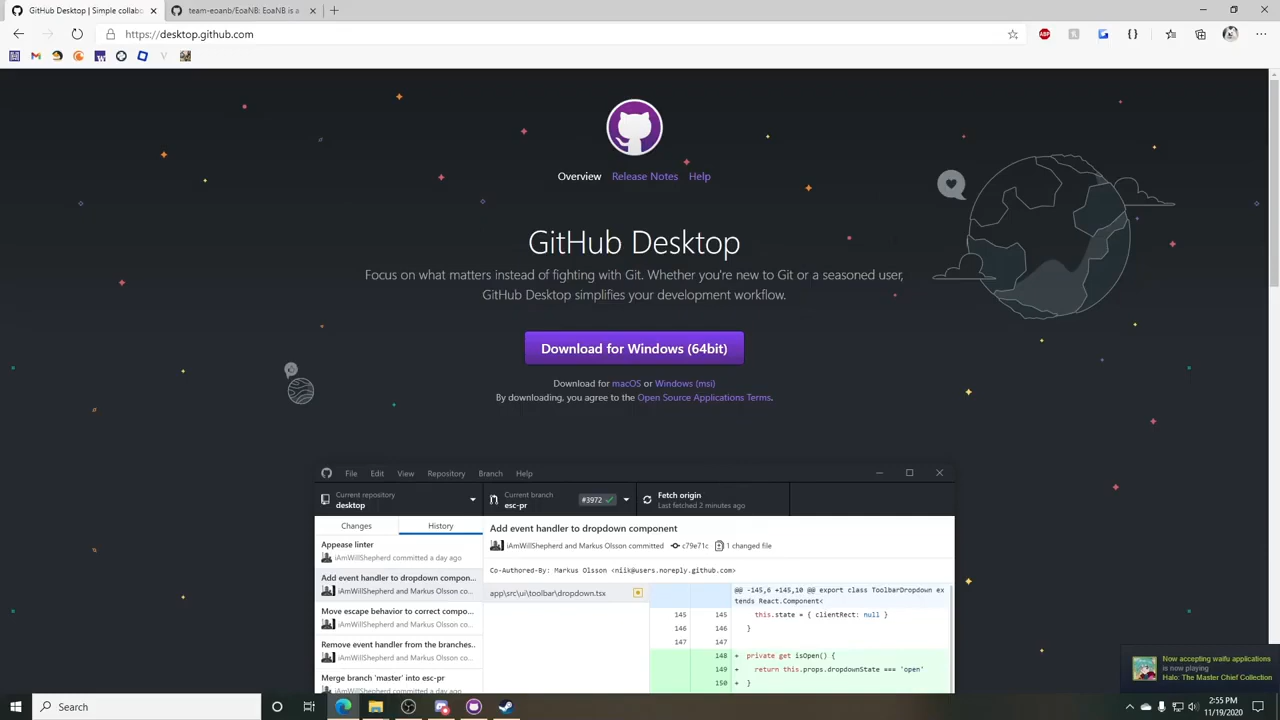 GitHub Desktop | Simple collabo
team-eoanb/EoaNB: EoaNB is a
https://desktop.github.com
ABP
Overview Release Notes Help
GitHub Desktop
Focus on what matters instead of fighting with Git. Whether you're new to Git or a seasoned user,
GitHub Desktop simplifies your development workflow.
Download for Windows (64bit)
Download for macOS or Windows (msi)
By downloading, you agree to the Open Source Applications Terms.
File Edit View Repository Branch Help
Current repository
desktop
Current branch
esc-pr
#3972
Fetch origin
Last fetched 2 minutes ago
Changes History
Appease linter
iAmWillShepherd committed a day ago
Add event handler to dropdown compon...
iAmWillShepherd and Markus Olsson co...
Move escape behavior to correct compo...
iAmWillShepherd and Markus Olsson co...
Remove event handler from the branches..
iAmWillShepherd and Markus Olsson co...
Merge branch 'master' into esc-pr
iAmWillShepherd and Markus Olsson co...
Add event handler to dropdown component
iAmWillShepherd and Markus Olsson committed c79e71c 1 changed file
Co-Authored-By: Markus Olsson <niik@users.noreply.github.com>
app\src\ui\toolbar\dropdown.tsx
@@ -145,6 +145,10 @@ export class ToolbarDropdown ex
tends React.Component<
145 145 this.state = { clientRect: null }
146 146 }
147 147
148 + private get isOpen() {
149 + return this.props.dropdownState === 'open'
150 + }
Now accepting waifu applications
is now playing
Halo: The Master Chief Collection
Search
2:55 PM
11/19/2020